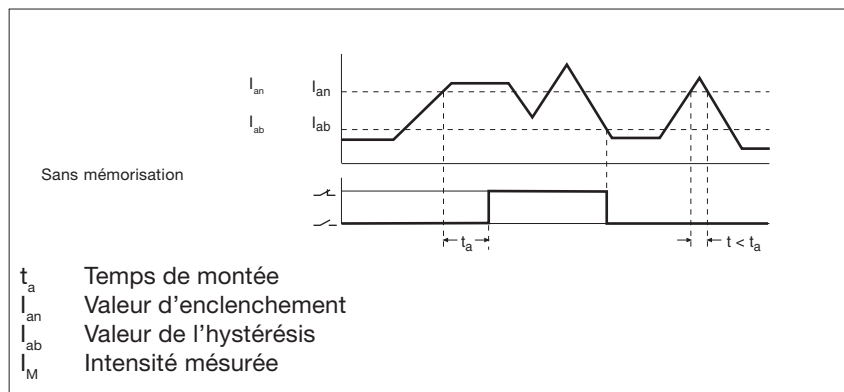 I_an I_an
I_ab I_ab
Sans mémorisation
t_a t < t_a
t_a Temps de montée
I_an Valeur d'enclenchement
I_ab Valeur de l'hystérésis
I_M Intensité mésurée